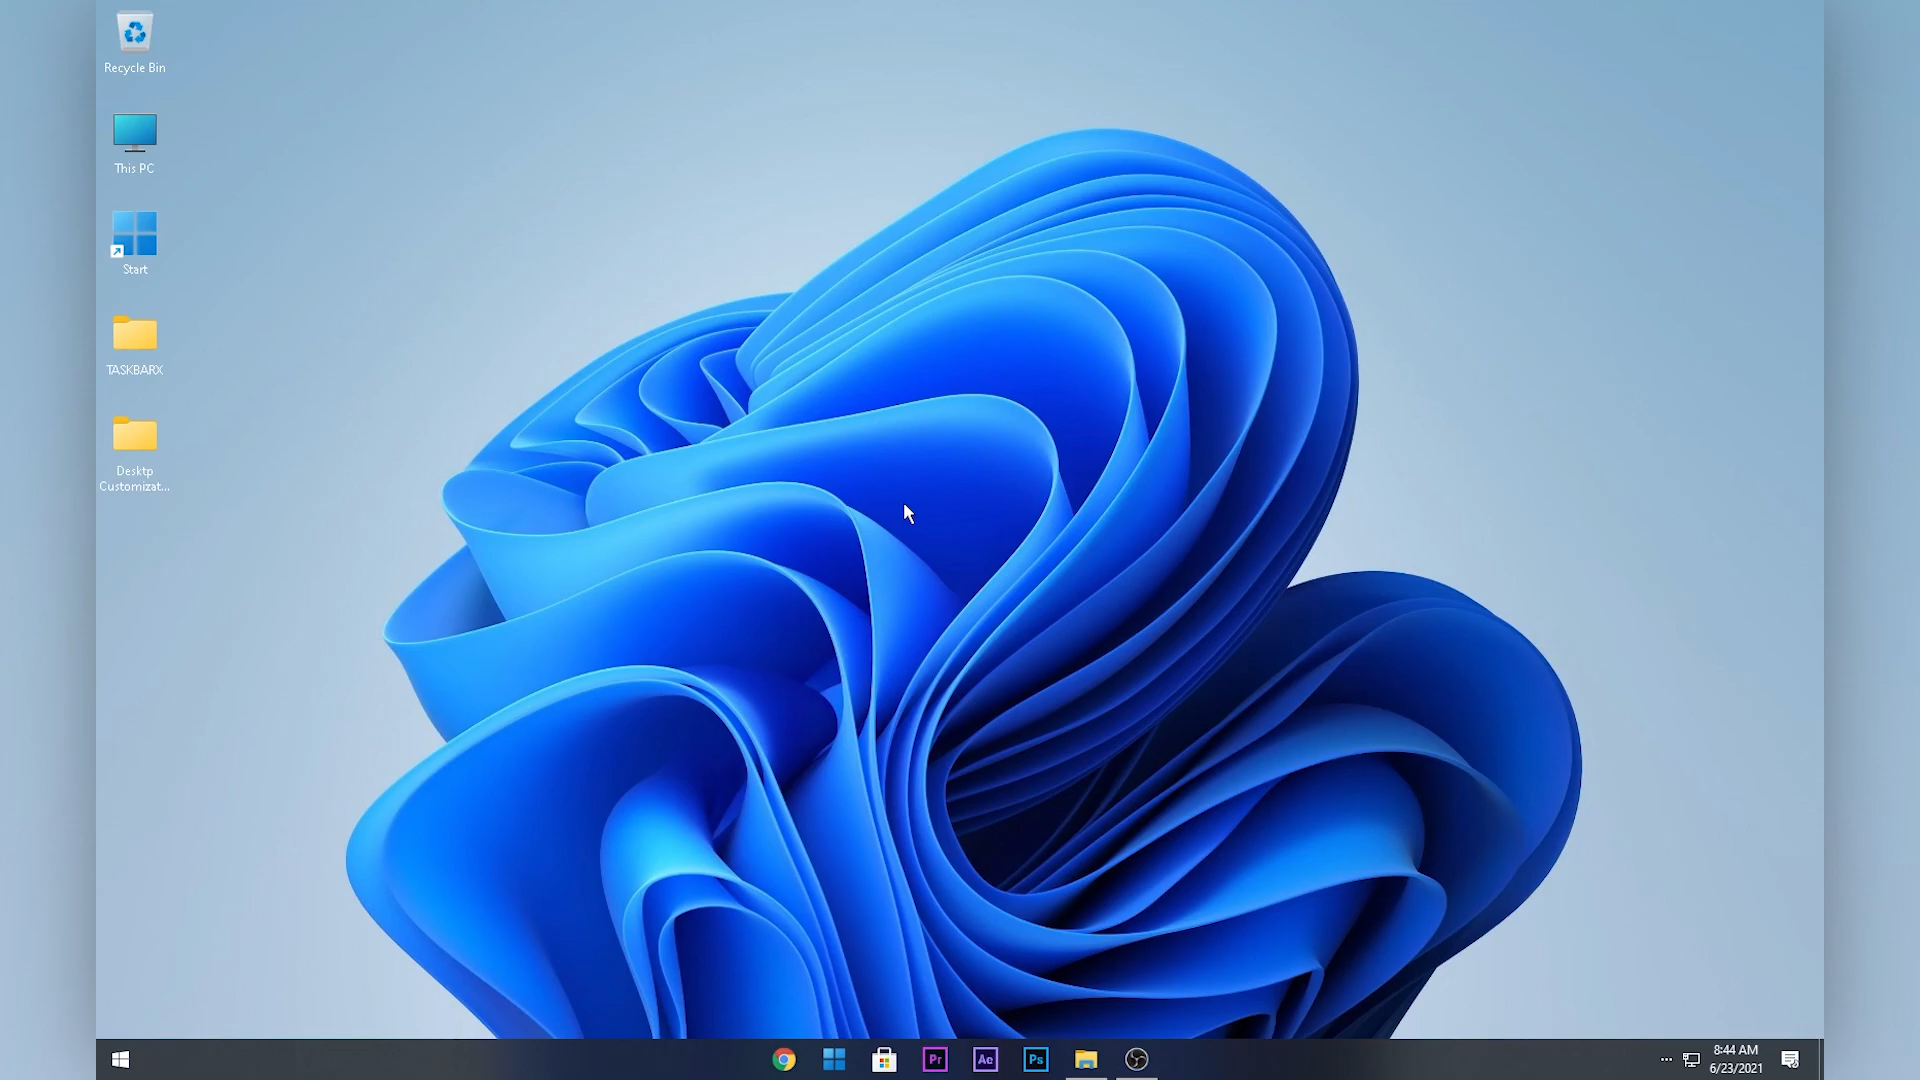 Recycle Bin
This PC
Start
TASKBARX
Desktp
Customizat...
Pr
Ae
Ps
8:44 AM
6/23/2021